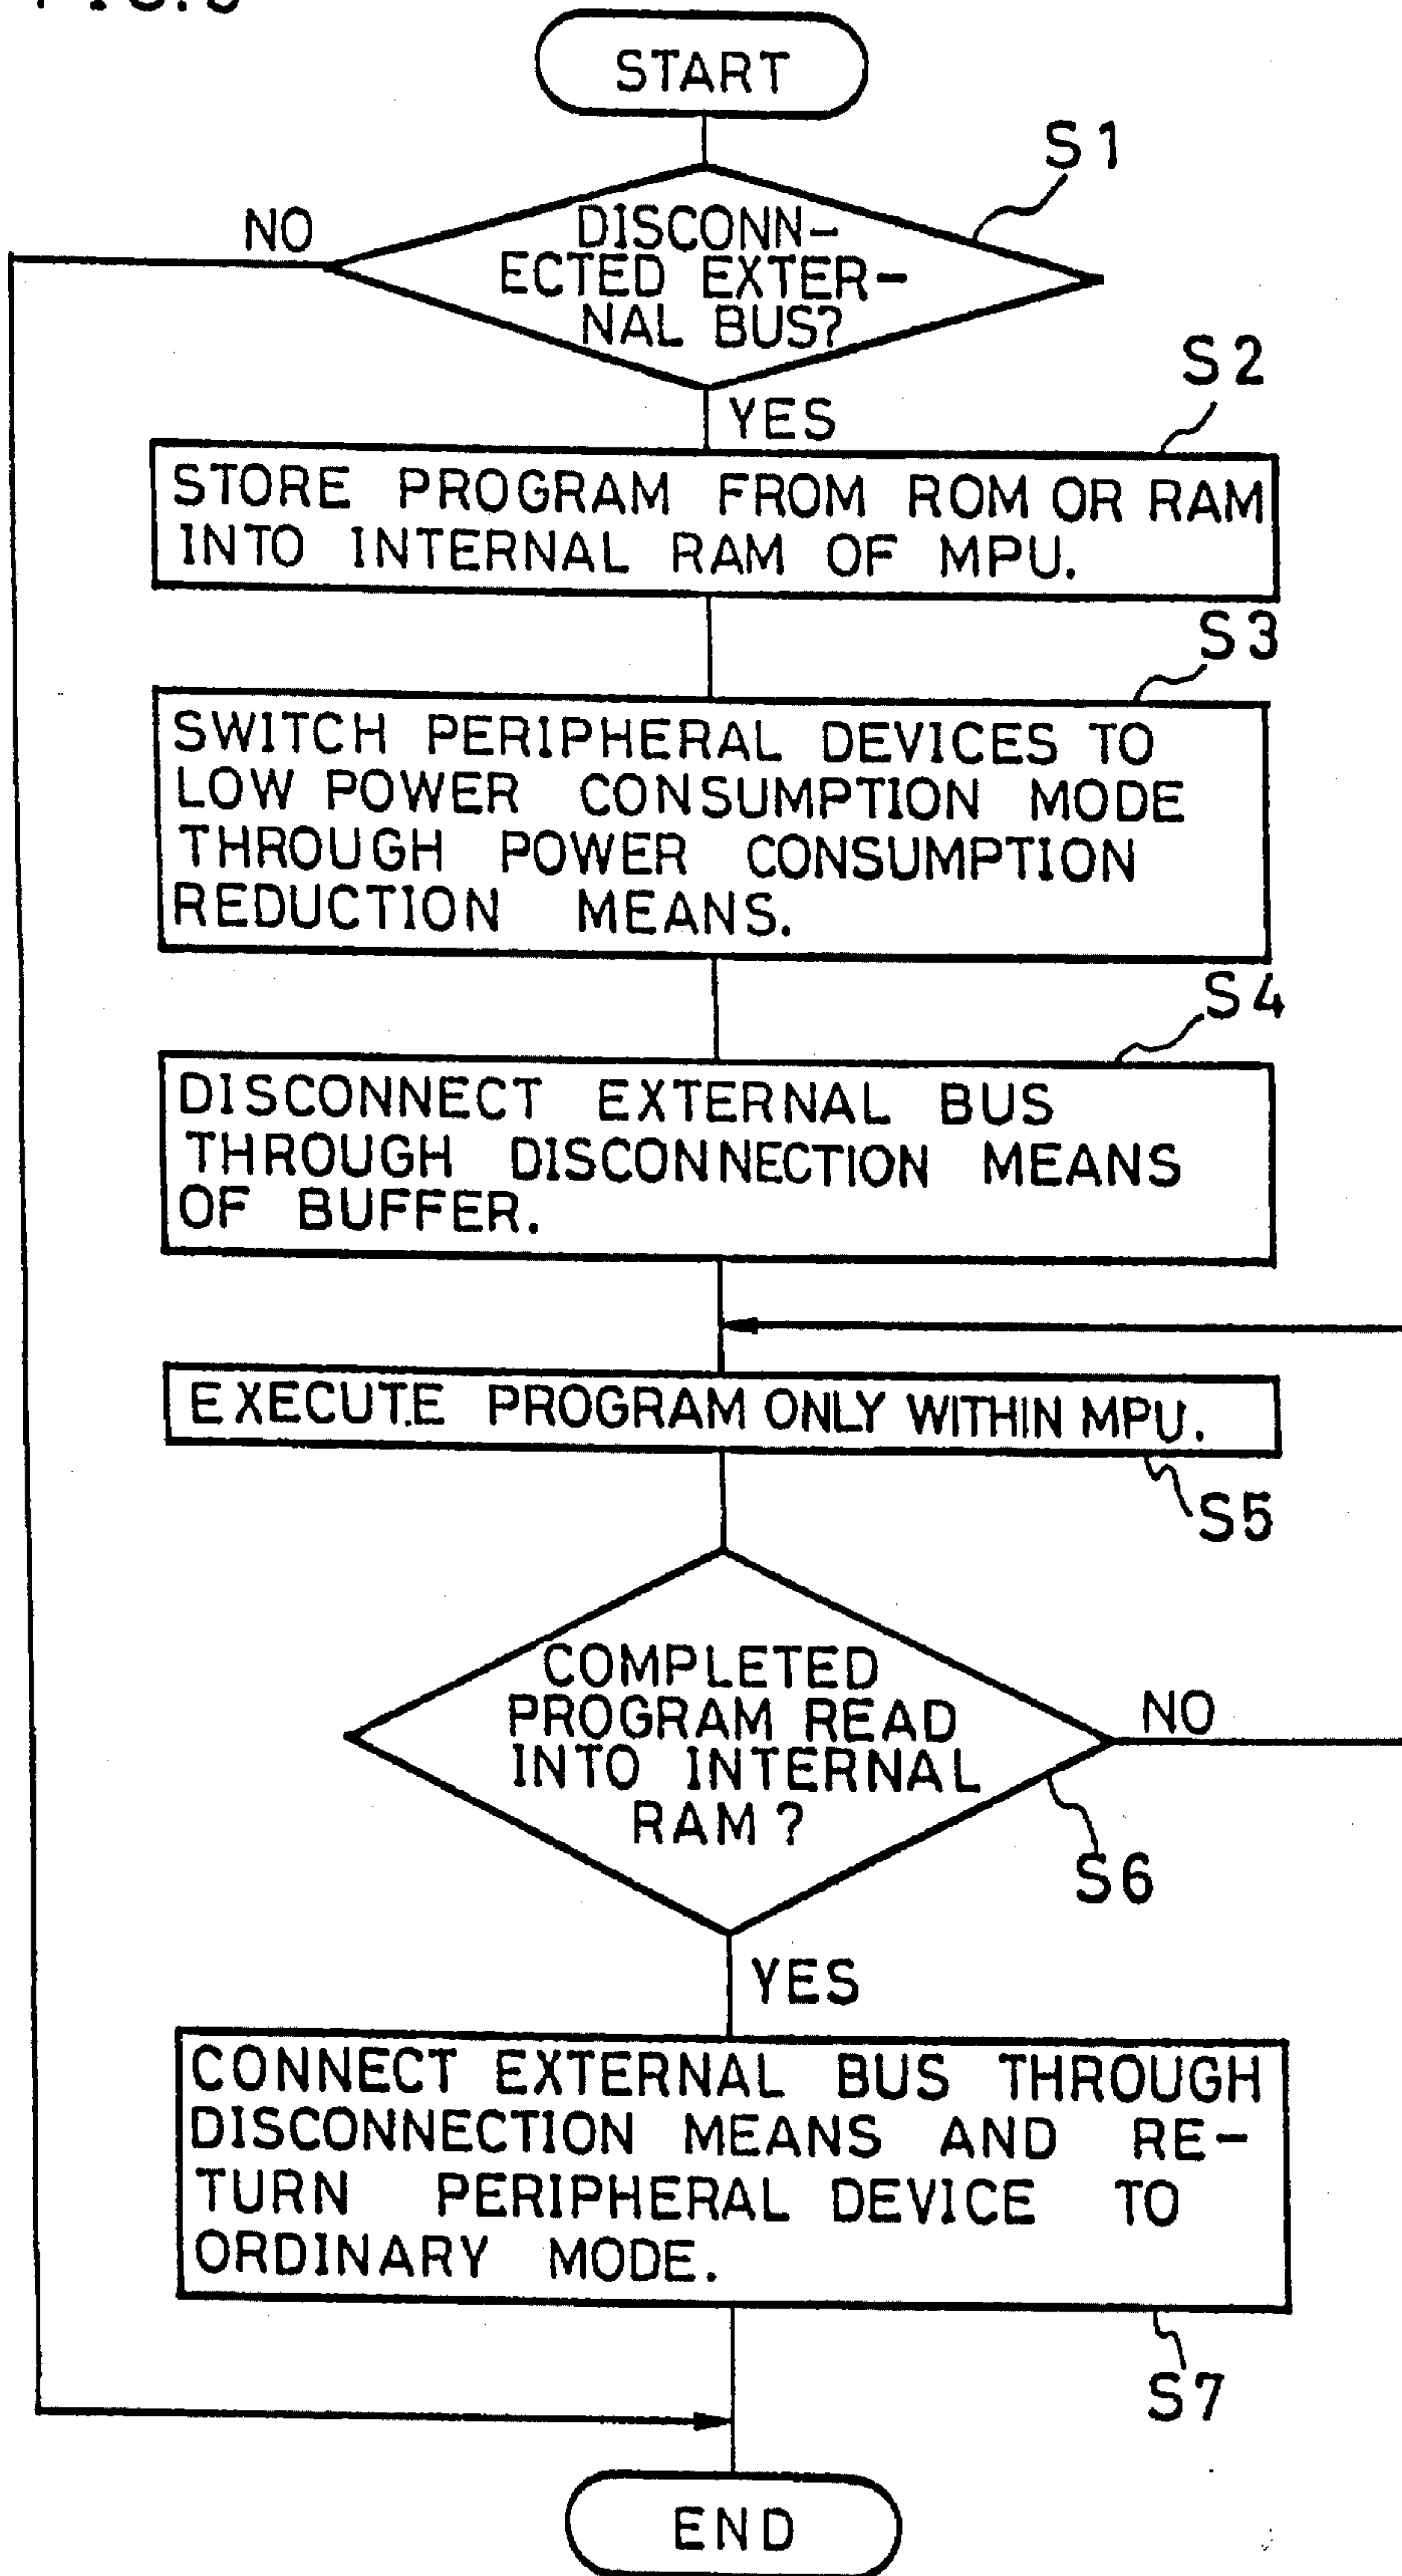 START
S1
NO
DISCONN-
ECTED EXTER-
NAL BUS?
S2
YES
STORE PROGRAM FROM ROM OR RAM
INTO INTERNAL RAM OF MPU.
S3
SWITCH PERIPHERAL DEVICES TO
LOW POWER CONSUMPTION MODE
THROUGH POWER CONSUMPTION
REDUCTION MEANS.
S4
DISCONNECT EXTERNAL BUS
THROUGH DISCONNECTION MEANS
OF BUFFER.
EXECUTE PROGRAM ONLY WITHIN MPU.
S5
COMPLETED
PROGRAM READ
INTO INTERNAL
RAM?
NO
S6
YES
CONNECT EXTERNAL BUS THROUGH
DISCONNECTION MEANS AND RE-
TURN PERIPHERAL DEVICE TO
ORDINARY MODE.
S7
END